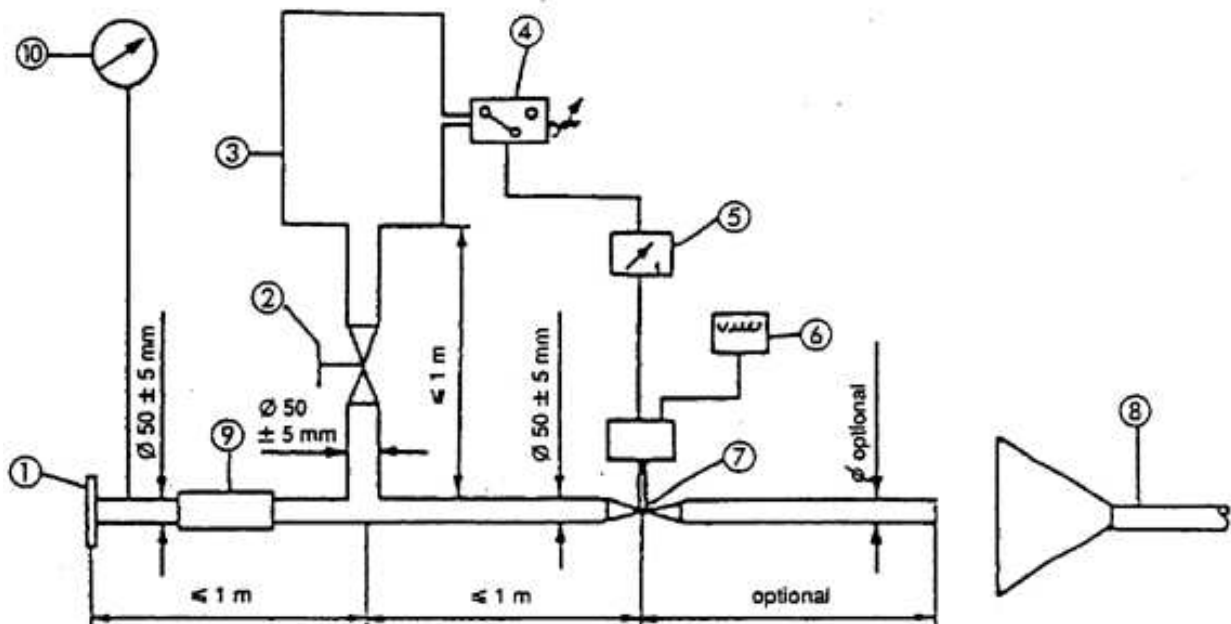 10
4
3
5
2
6
Ø 50 ± 5 mm
≤ 1 m
Ø 50
± 5 mm
Ø 50 ± 5 mm
Ø optional
8
9
1
7
≤ 1 m
≤ 1 m
optional